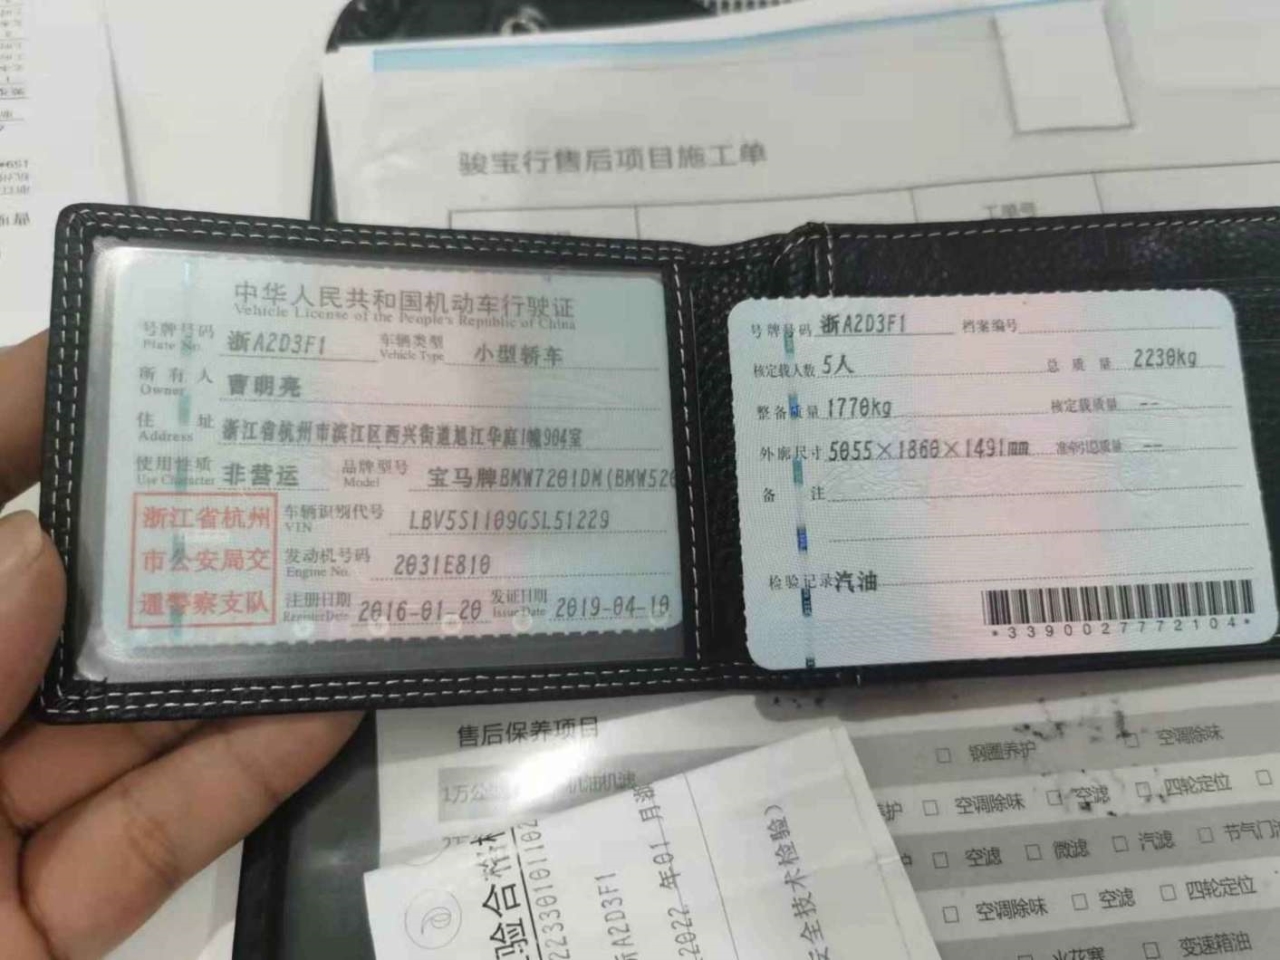 骏宝行售后项目施工单
工单号
中华人民共和国机动车行驶证
Vehicle License of the People's Republic of China
号牌号码 浙A2D3F1 车辆类型 小型轿车
Plate No. Vehicle Type
所有人 曹明亮
Owner
住址 浙江省杭州市滨江区西兴街道旭江华庭1幢904室
Address
使用性质 非营运 品牌型号 宝马牌BMW7201DM(BMW520
Use Character Model
浙江省杭州
市公安局交
通警察支队
车辆识别代号 LBV5S1109GSL51229
VIN
发动机号码 2031E810
Engine No.
注册日期 2016-01-20 发证日期 2019-04-10
Register Date Issue Date
号牌号码 浙A2D3F1 档案编号
核定载人数 5人 总质量 2230kg
整备质量 1770kg 核定载质量 --
外廓尺寸 5055×1860×1491mm 准牵引总质量 --
备注
检验记录 汽油
*3390027772104*
售后保养项目
钢圈养护 空调除味
1万公 机油机滤
空调除味 空滤 四轮定位
空滤 微滤 汽滤 节气门
空调除味 空滤 四轮定位
火花塞 变速箱油
验合
22330101102
A2D3F1
2022年01月
安全技术检验）